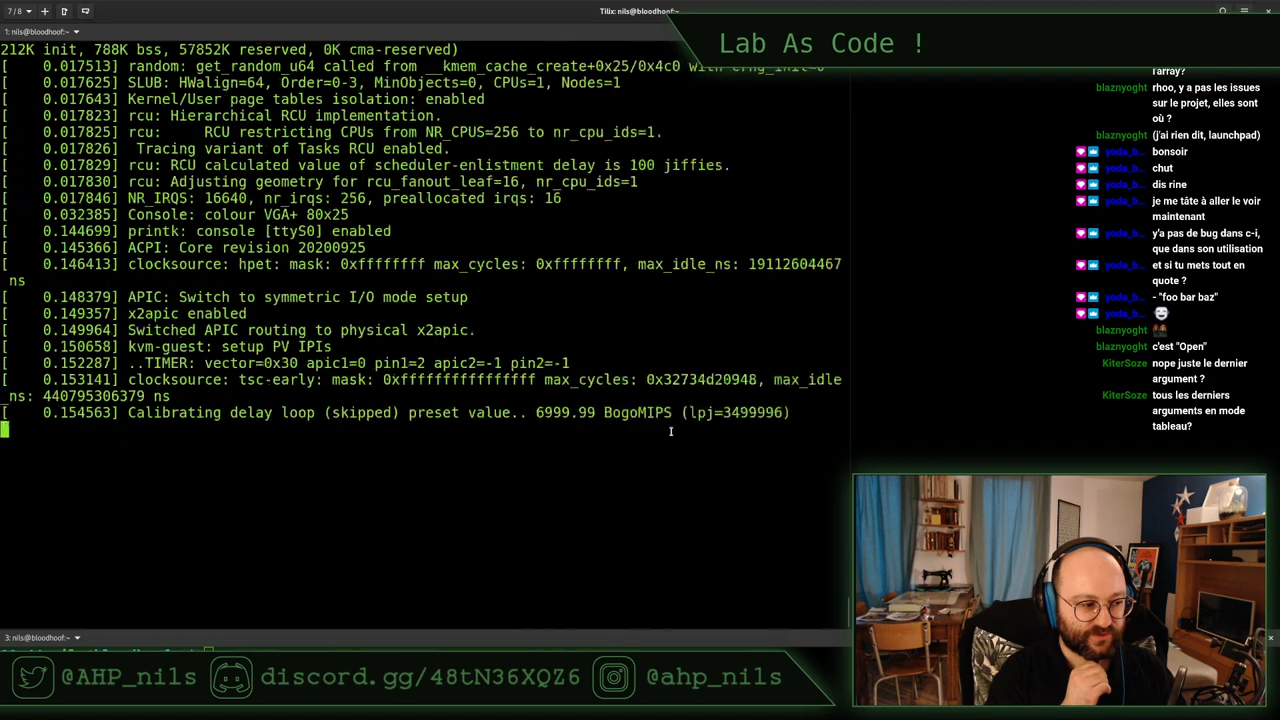 7 / 8
Tilix: nils@bloodhoof:~
1: nils@bloodhoof:~
Lab As Code !
212K init, 788K bss, 57852K reserved, 0K cma-reserved)
[    0.017513] random: get_random_u64 called from __kmem_cache_create+0x25/0x4c0 with crng_init=0
[    0.017625] SLUB: HWalign=64, Order=0-3, MinObjects=0, CPUs=1, Nodes=1
[    0.017643] Kernel/User page tables isolation: enabled
[    0.017823] rcu: Hierarchical RCU implementation.
[    0.017825] rcu:     RCU restricting CPUs from NR_CPUS=256 to nr_cpu_ids=1.
[    0.017826]  Tracing variant of Tasks RCU enabled.
[    0.017829] rcu: RCU calculated value of scheduler-enlistment delay is 100 jiffies.
[    0.017830] rcu: Adjusting geometry for rcu_fanout_leaf=16, nr_cpu_ids=1
[    0.017846] NR_IRQS: 16640, nr_irqs: 256, preallocated irqs: 16
[    0.032385] Console: colour VGA+ 80x25
[    0.144699] printk: console [ttyS0] enabled
[    0.145366] ACPI: Core revision 20200925
[    0.146413] clocksource: hpet: mask: 0xffffffff max_cycles: 0xffffffff, max_idle_ns: 19112604467
ns
[    0.148379] APIC: Switch to symmetric I/O mode setup
[    0.149357] x2apic enabled
[    0.149964] Switched APIC routing to physical x2apic.
[    0.150658] kvm-guest: setup PV IPIs
[    0.152287] ..TIMER: vector=0x30 apic1=0 pin1=2 apic2=-1 pin2=-1
[    0.153141] clocksource: tsc-early: mask: 0xffffffffffffffff max_cycles: 0x32734d20948, max_idle
_ns: 440795306379 ns
[    0.154563] Calibrating delay loop (skipped) preset value.. 6999.99 BogoMIPS (lpj=3499996)
l'array?
blaznyoght rhoo, y a pas les issues
sur le projet, elles sont
où ?
blaznyoght (j'ai rien dit, launchpad)
yoda_b... bonsoir
yoda_b... chut
yoda_b... dis rine
yoda_b... je me tâte à aller le voir
maintenant
yoda_b... y'a pas de bug dans c-i,
que dans son utilisation
yoda_b... et si tu mets tout en
quote ?
yoda_b... - "foo bar baz"
yoda_b...
blaznyoght
blaznyoght c'est "Open"
KiterSoze nope juste le dernier
argument ?
KiterSoze tous les derniers
arguments en mode
tableau?
3: nils@bloodhoof:~
@AHP_nils
discord.gg/48tN36XQZ6
@ahp_nils